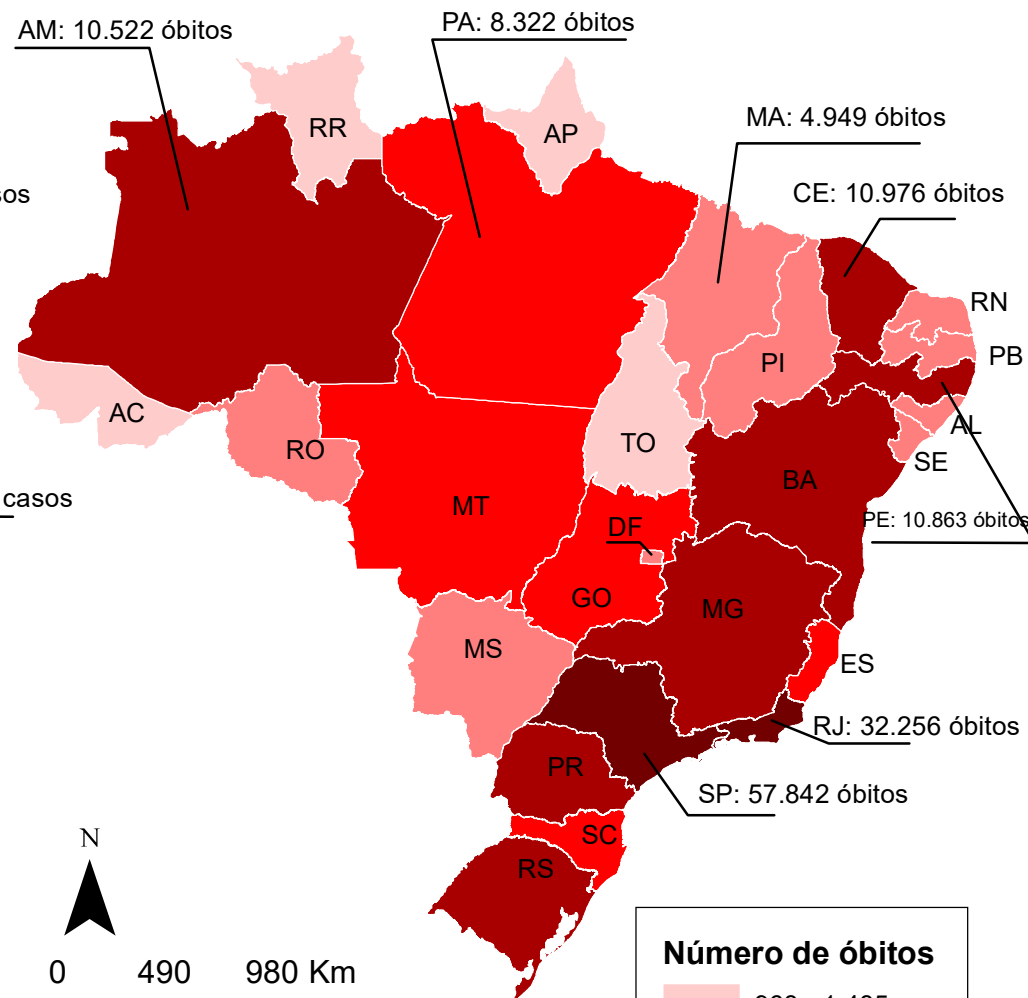 AM: 10.522 óbitos
PA: 8.322 óbitos
RR
AP
MA: 4.949 óbitos
CE: 10.976 óbitos
RN
PB
PI
AC
TO
AL
RO
SE
BA
casos
MT
DF
PE: 10.863 óbitos
GO
MG
MS
ES
RJ: 32.256 óbitos
PR
SP: 57.842 óbitos
N
SC
RS
Número de óbitos
0 490 980 Km